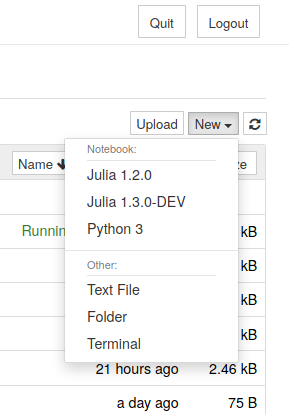 Quit Logout
Upload New
Name ze
Notebook:
Julia 1.2.0
Julia 1.3.0-DEV
Python 3
Runnin kB
kB
Other:
Text File
kB
Folder
kB
Terminal
21 hours ago 2.46 kB
a day ago 75 B